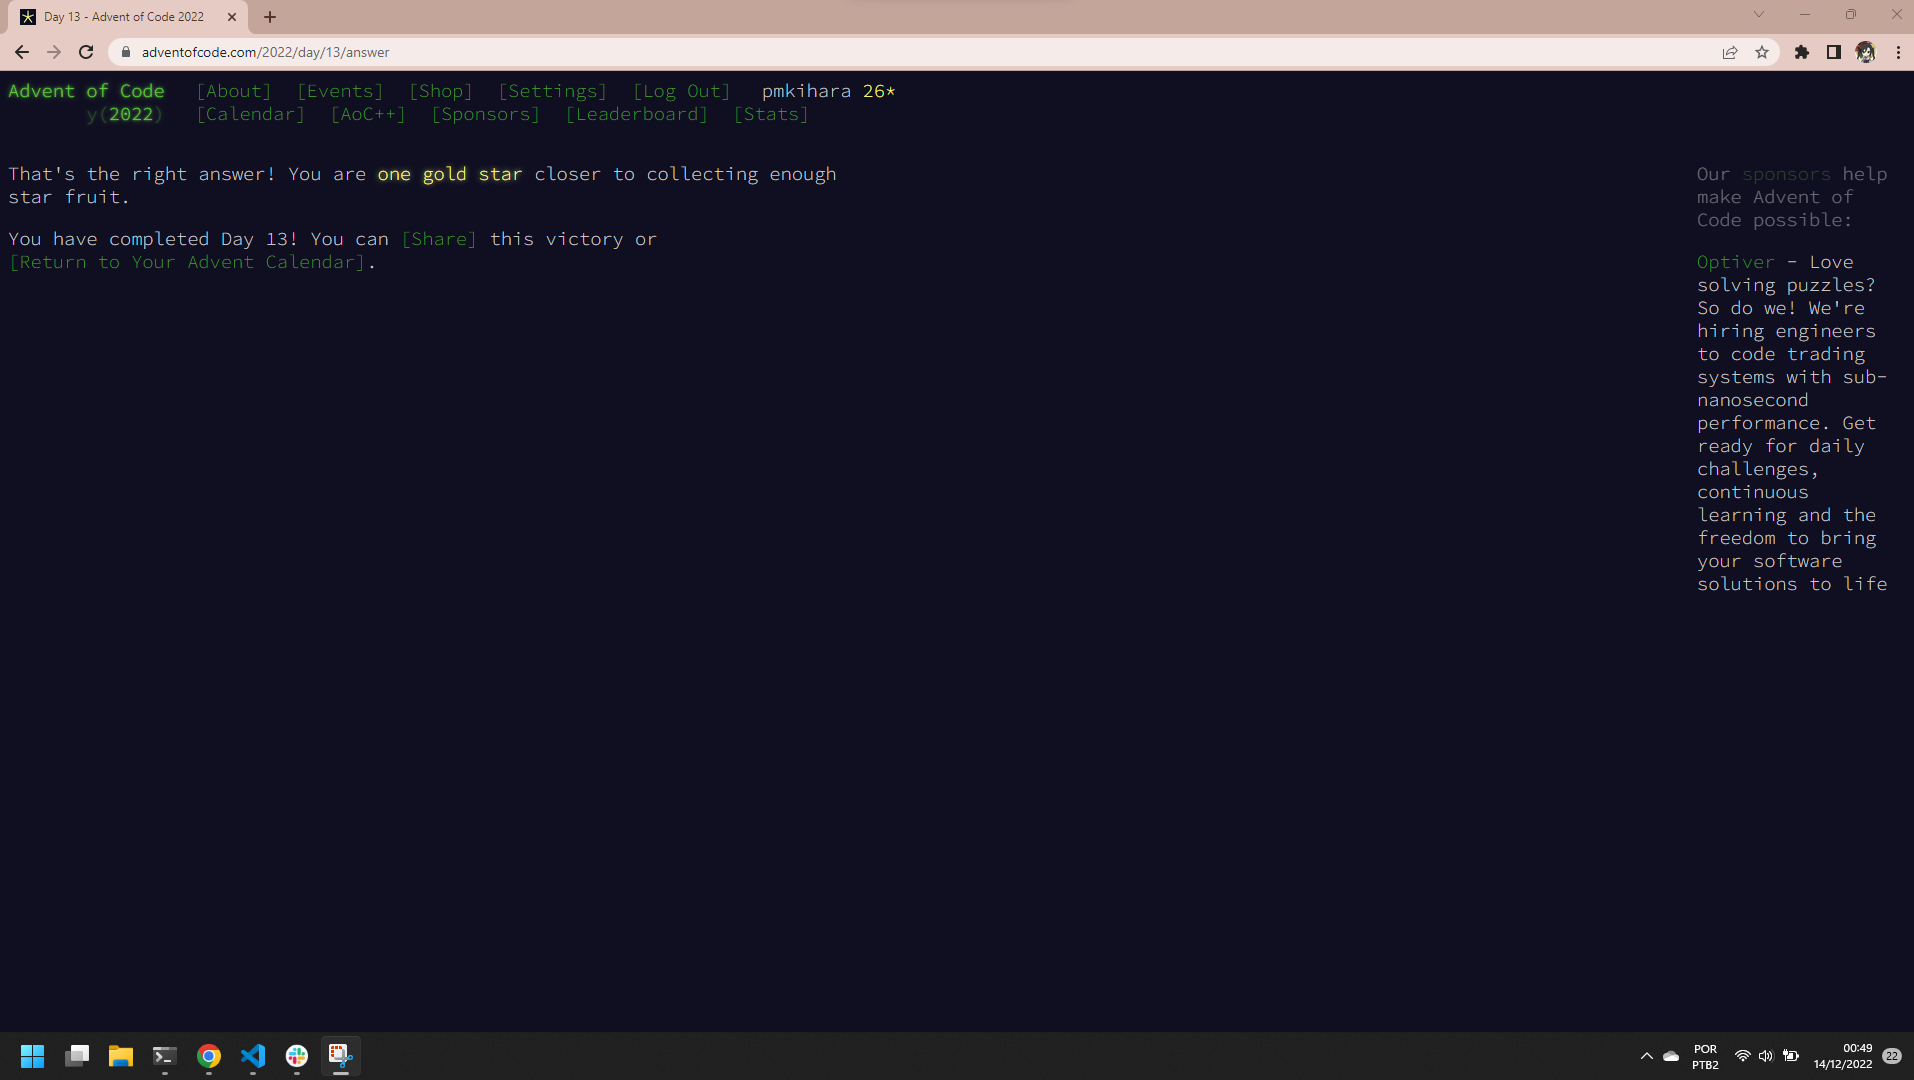 Day 13 - Advent of Code 2022
adventofcode.com/2022/day/13/answer
Advent of Code [About] [Events] [Shop] [Settings] [Log Out] pmkihara 26*
y(2022) [Calendar] [AoC++] [Sponsors] [Leaderboard] [Stats]
That's the right answer! You are one gold star closer to collecting enough
star fruit.
You have completed Day 13! You can [Share] this victory or
[Return to Your Advent Calendar].
Our sponsors help
make Advent of
Code possible:
Optiver - Love
solving puzzles?
So do we! We're
hiring engineers
to code trading
systems with sub-
nanosecond
performance. Get
ready for daily
challenges,
continuous
learning and the
freedom to bring
your software
solutions to life
POR
PTB2
00:49
14/12/2022
22